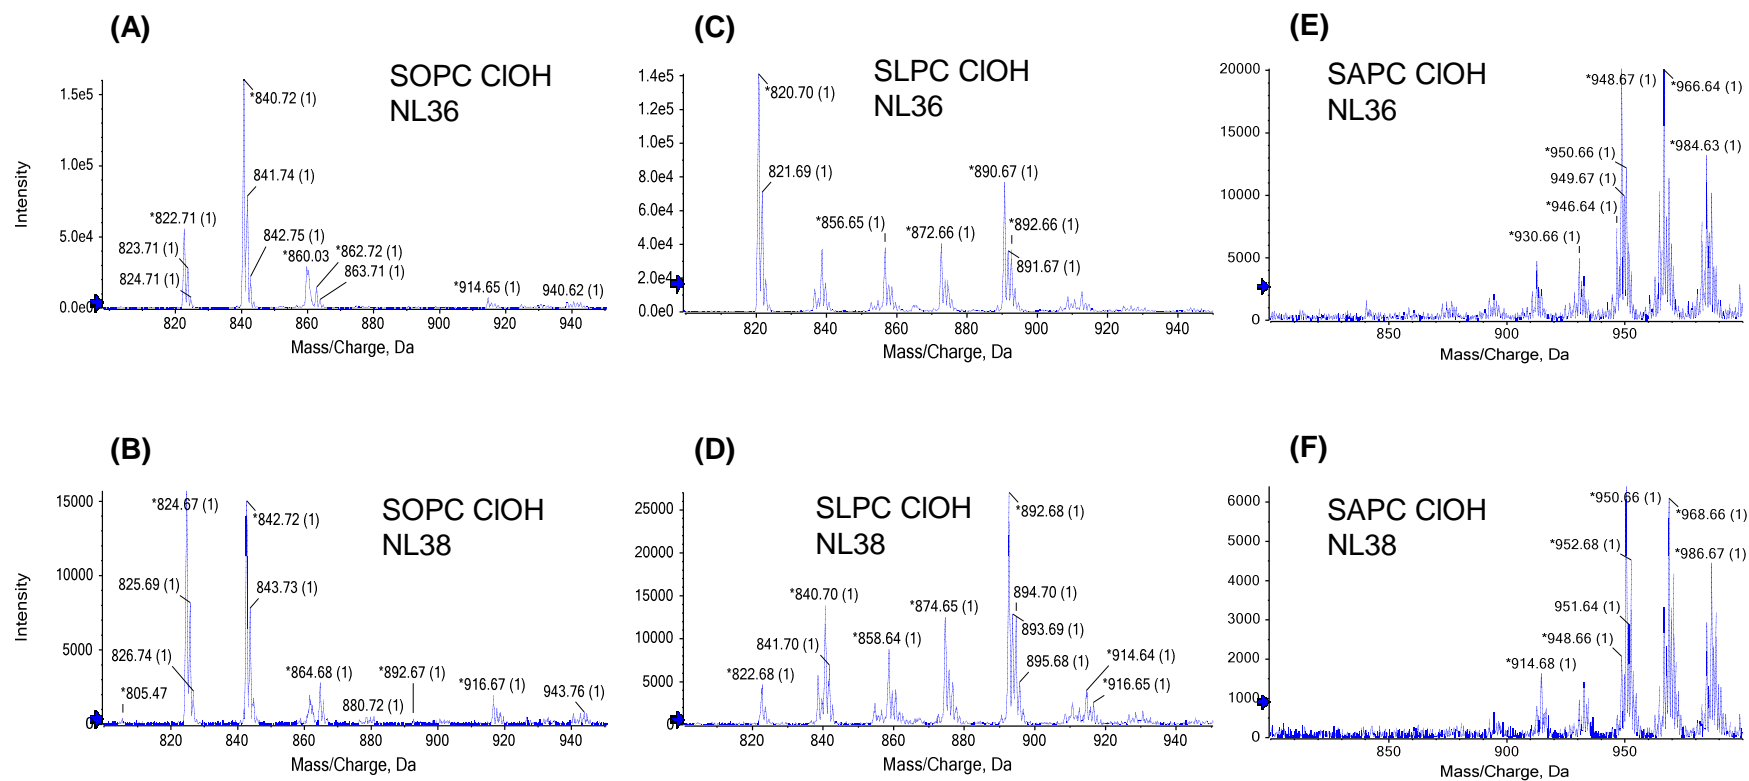 (A)
SOPC ClOH
NL36
Intensity
1.5e5
1.0e5
5.0e4
0.0e0
*840.72 (1)
841.74 (1)
*822.71 (1)
823.71 (1)
824.71 (1)
842.75 (1)
*860.03
*862.72 (1)
863.71 (1)
*914.65 (1)
940.62 (1)
820 840 860 880 900 920 940
Mass/Charge, Da
(C)
SLPC ClOH
NL36
1.4e5
1.2e5
1.0e5
8.0e4
6.0e4
4.0e4
2.0e4
0.0e0
*820.70 (1)
821.69 (1)
*890.67 (1)
*856.65 (1)
*872.66 (1)
*892.66 (1)
891.67 (1)
820 840 860 880 900 920 940
Mass/Charge, Da
(E)
SAPC ClOH
NL36
20000
15000
10000
5000
0
*948.67 (1)
*966.64 (1)
*950.66 (1)
*984.63 (1)
949.67 (1)
*946.64 (1)
*930.66 (1)
850 900 950
Mass/Charge, Da
(B)
SOPC ClOH
NL38
Intensity
15000
10000
5000
0
*824.67 (1)
*842.72 (1)
825.69 (1)
843.73 (1)
826.74 (1)
*805.47
*864.68 (1)
*892.67 (1)
880.72 (1)
*916.67 (1)
943.76 (1)
820 840 860 880 900 920 940
Mass/Charge, Da
(D)
SLPC ClOH
NL38
25000
20000
15000
10000
5000
0
*892.68 (1)
*840.70 (1)
*874.65 (1)
894.70 (1)
841.70 (1)
*858.64 (1)
893.69 (1)
*822.68 (1)
895.68 (1)
*914.64 (1)
*916.65 (1)
820 840 860 880 900 920 940
Mass/Charge, Da
(F)
SAPC ClOH
NL38
6000
5000
4000
3000
2000
1000
0
*950.66 (1)
*968.66 (1)
*952.68 (1)
*986.67 (1)
951.64 (1)
*948.66 (1)
*914.68 (1)
850 900 950
Mass/Charge, Da